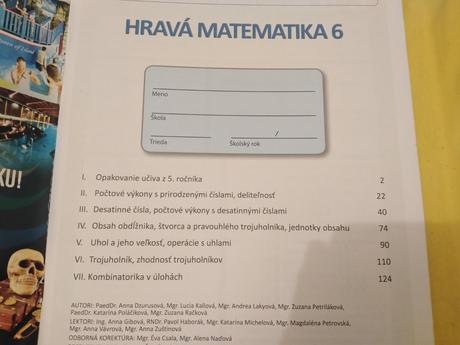 HRAVÁ MATEMATIKA 6
Meno
Škola
/
Trieda Školský rok
I. Opakovanie učiva z 5. ročníka 2
II. Počtové výkony s prirodzenými číslami, deliteľnosť 22
III. Desatinné čísla, počtové výkony s desatinnými číslami 40
IV. Obsah obdĺžnika, štvorca a pravouhlého trojuholníka, jednotky obsahu 74
V. Uhol a jeho veľkosť, operácie s uhlami 90
VI. Trojuholník, zhodnosť trojuholníkov 110
VII. Kombinatorika v úlohách 124
AUTORI: PaedDr. Anna Dzurusová, Mgr. Lucia Kallová, Mgr. Andrea Lakyová, Mgr. Zuzana Petriľáková,
PaedDr. Katarína Poláčiková, Mgr. Zuzana Račková
LEKTORI: Ing. Anna Gibová, RNDr. Pavol Haborák, Mgr. Katarína Michelová, Mgr. Magdaléna Petrovská,
Mgr. Anna Vávrová, Mgr. Anna Zuštinová
ODBORNÁ KOREKTÚRA: Mgr. Eva Csala, Mgr. Alena Naďová
KU!